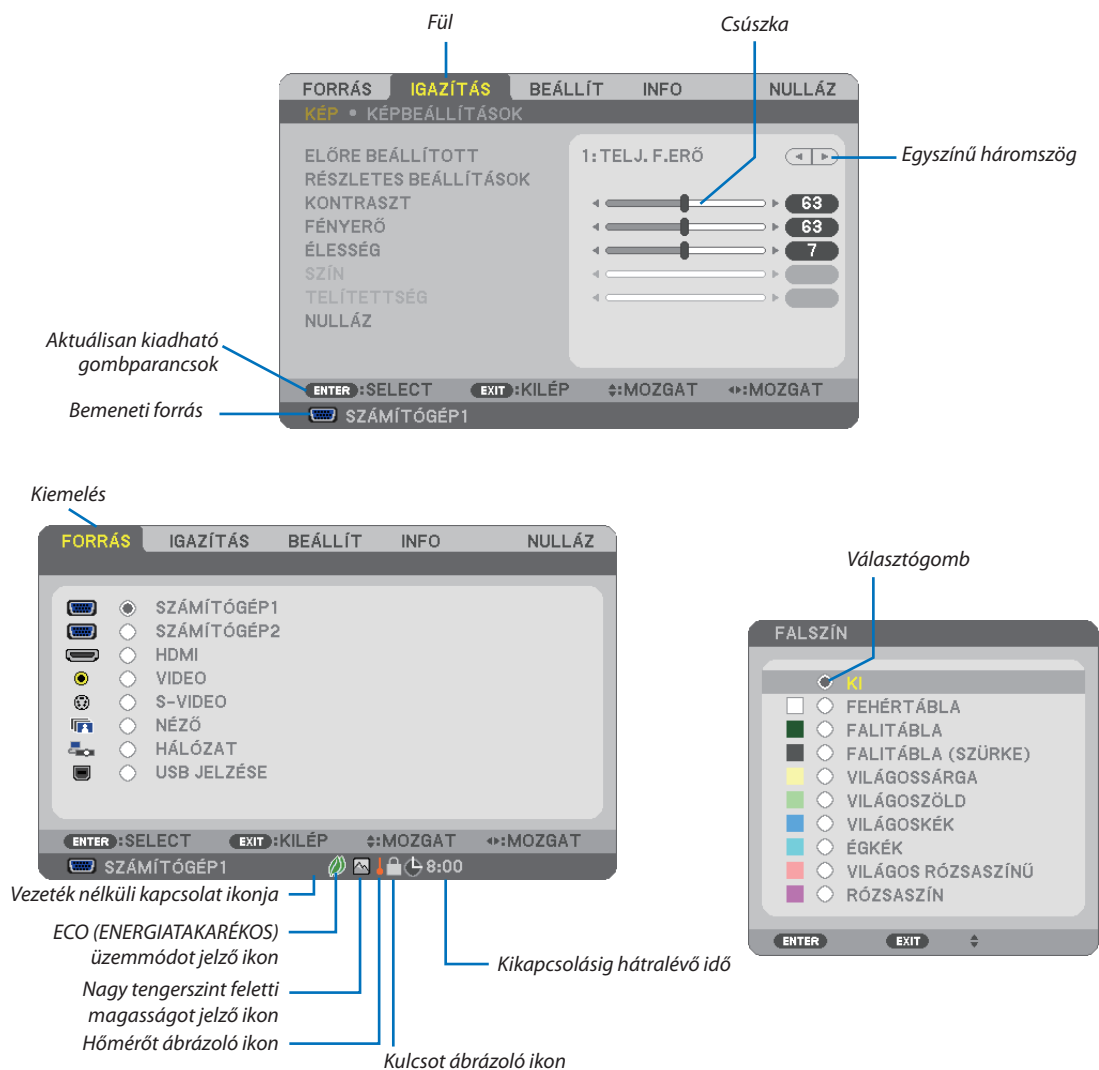 Fül
Csúszka
FORRÁS IGAZÍTÁS BEÁLLÍT INFO NULLÁZ
KÉP • KÉPBEÁLLÍTÁSOK
ELŐRE BEÁLLÍTOTT 1:TELJ. F.ERŐ
Egyszínű háromszög
RÉSZLETES BEÁLLÍTÁSOK
KONTRASZT 63
FÉNYERŐ 63
ÉLESSÉG 7
SZÍN
TELÍTETTSÉG
NULLÁZ
Aktuálisan kiadható
gombparancsok
ENTER :SELECT EXIT :KILÉP :MOZGAT :MOZGAT
Bemeneti forrás
SZÁMÍTÓGÉP1
Kiemelés
FORRÁS IGAZÍTÁS BEÁLLÍT INFO NULLÁZ
SZÁMÍTÓGÉP1
SZÁMÍTÓGÉP2
HDMI
VIDEO
S-VIDEO
NÉZŐ
HÁLÓZAT
USB JELZÉSE
ENTER :SELECT EXIT :KILÉP :MOZGAT :MOZGAT
SZÁMÍTÓGÉP1 8:00
Vezeték nélküli kapcsolat ikonja
ECO (ENERGIATAKARÉKOS)
üzemmódot jelző ikon
Nagy tengerszint feletti
magasságot jelző ikon
Hőmérőt ábrázoló ikon
Kulcsot ábrázoló ikon
Kikapcsolásig hátralévő idő
Választógomb
FALSZÍN
KI
FEHÉRTÁBLA
FALITÁBLA
FALITÁBLA (SZÜRKE)
VILÁGOSSÁRGA
VILÁGOSZÖLD
VILÁGOSKÉK
ÉGKÉK
VILÁGOS RÓZSASZÍNŰ
RÓZSASZÍN
ENTER EXIT